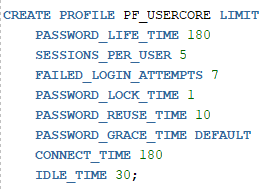 CREATE PROFILE PF_USERCORE LIMIT
PASSWORD_LIFE_TIME 180
SESSIONS_PER_USER 5
FAILED_LOGIN_ATTEMPTS 7
PASSWORD_LOCK_TIME 1
PASSWORD_REUSE_TIME 10
PASSWORD_GRACE_TIME DEFAULT
CONNECT_TIME 180
IDLE_TIME 30;